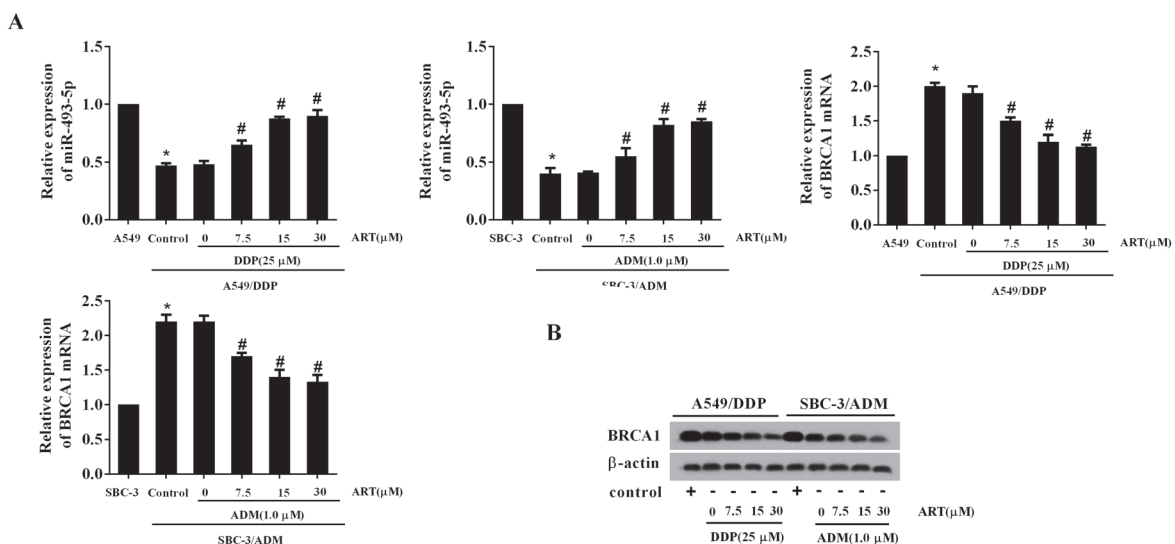 A
Relative expression
of miR-493-5p
1.5
1.0
0.5
0.0
*
#
#
#
A549 Control 0 7.5 15 30 ART(μM)
DDP(25 μM)
A549/DDP
Relative expression
of miR-493-5p
1.5
1.0
0.5
0.0
*
#
#
#
SBC-3 Control 0 7.5 15 30 ART(μM)
ADM(1.0 μM)
SBC-3/ADM
Relative expression
of BRCA1 mRNA
2.5
2.0
1.5
1.0
0.5
0.0
*
#
#
#
A549 Control 0 7.5 15 30 ART(μM)
DDP(25 μM)
A549/DDP
Relative expression
of BRCA1 mRNA
2.5
2.0
1.5
1.0
0.5
0.0
*
#
#
#
SBC-3 Control 0 7.5 15 30 ART(μM)
ADM(1.0 μM)
SBC-3/ADM
B
A549/DDP SBC-3/ADM
BRCA1
β-actin
control + - - - - + - - - -
0 7.5 15 30 0 7.5 15 30 ART(μM)
DDP(25 μM) ADM(1.0 μM)